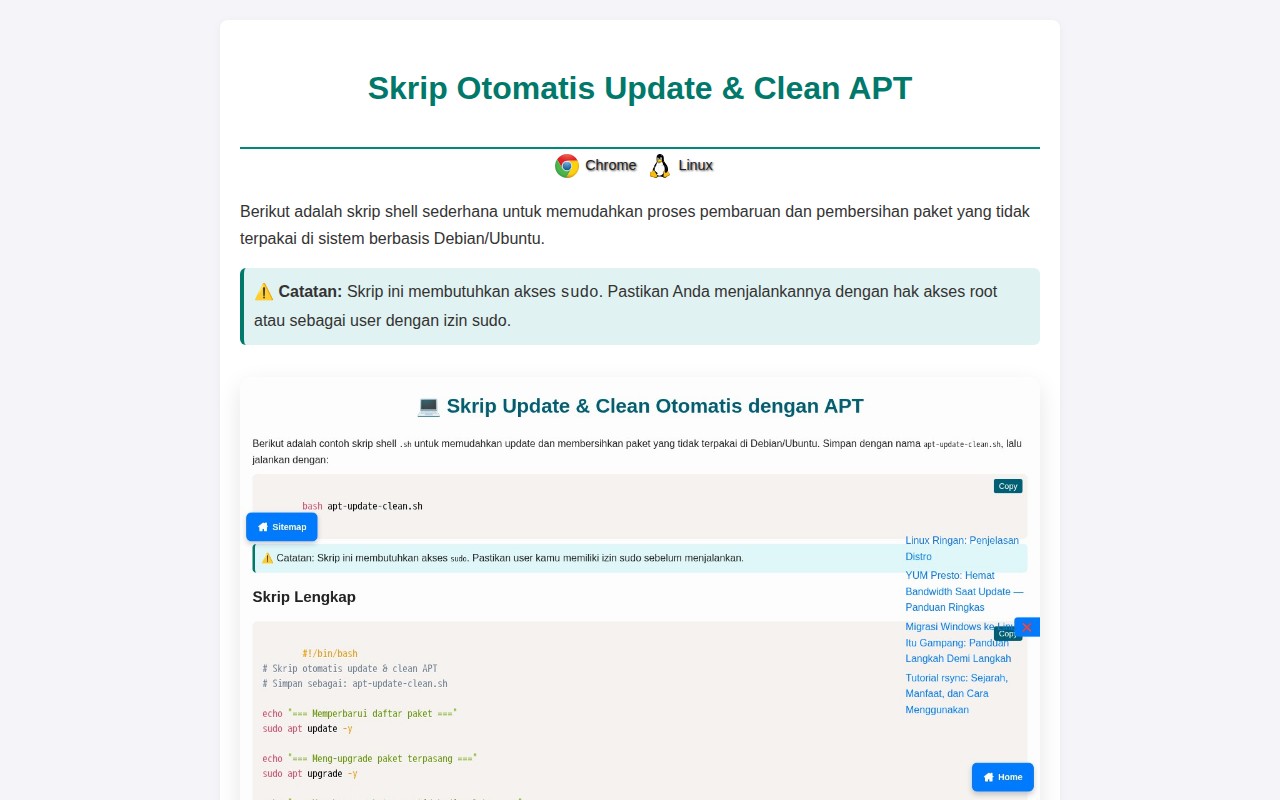 Skrip Otomatis Update & Clean APT
Chrome Linux
Berikut adalah skrip shell sederhana untuk memudahkan proses pembaruan dan pembersihan paket yang tidak
terpakai di sistem berbasis Debian/Ubuntu.
⚠️ Catatan: Skrip ini membutuhkan akses sudo. Pastikan Anda menjalankannya dengan hak akses root
atau sebagai user dengan izin sudo.
💻 Skrip Update & Clean Otomatis dengan APT
Berikut adalah contoh skrip shell .sh untuk memudahkan update dan membersihkan paket yang tidak terpakai di Debian/Ubuntu. Simpan dengan nama apt-update-clean.sh, lalu
jalankan dengan:
Copy
bash apt-update-clean.sh
Sitemap
⚠️ Catatan: Skrip ini membutuhkan akses sudo. Pastikan user kamu memiliki izin sudo sebelum menjalankan.
Linux Ringan: Penjelasan
Distro
YUM Presto: Hemat
Bandwidth Saat Update —
Panduan Ringkas
Migrasi Windows ke Linux
Itu Gampang: Panduan
Langkah Demi Langkah
Tutorial rsync: Sejarah,
Manfaat, dan Cara
Menggunakan
Skrip Lengkap
Copy
#!/bin/bash
# Skrip otomatis update & clean APT
# Simpan sebagai: apt-update-clean.sh
echo "=== Memperbarui daftar paket ==="
sudo apt update -y
echo "=== Meng-upgrade paket terpasang ==="
sudo apt upgrade -y
Home